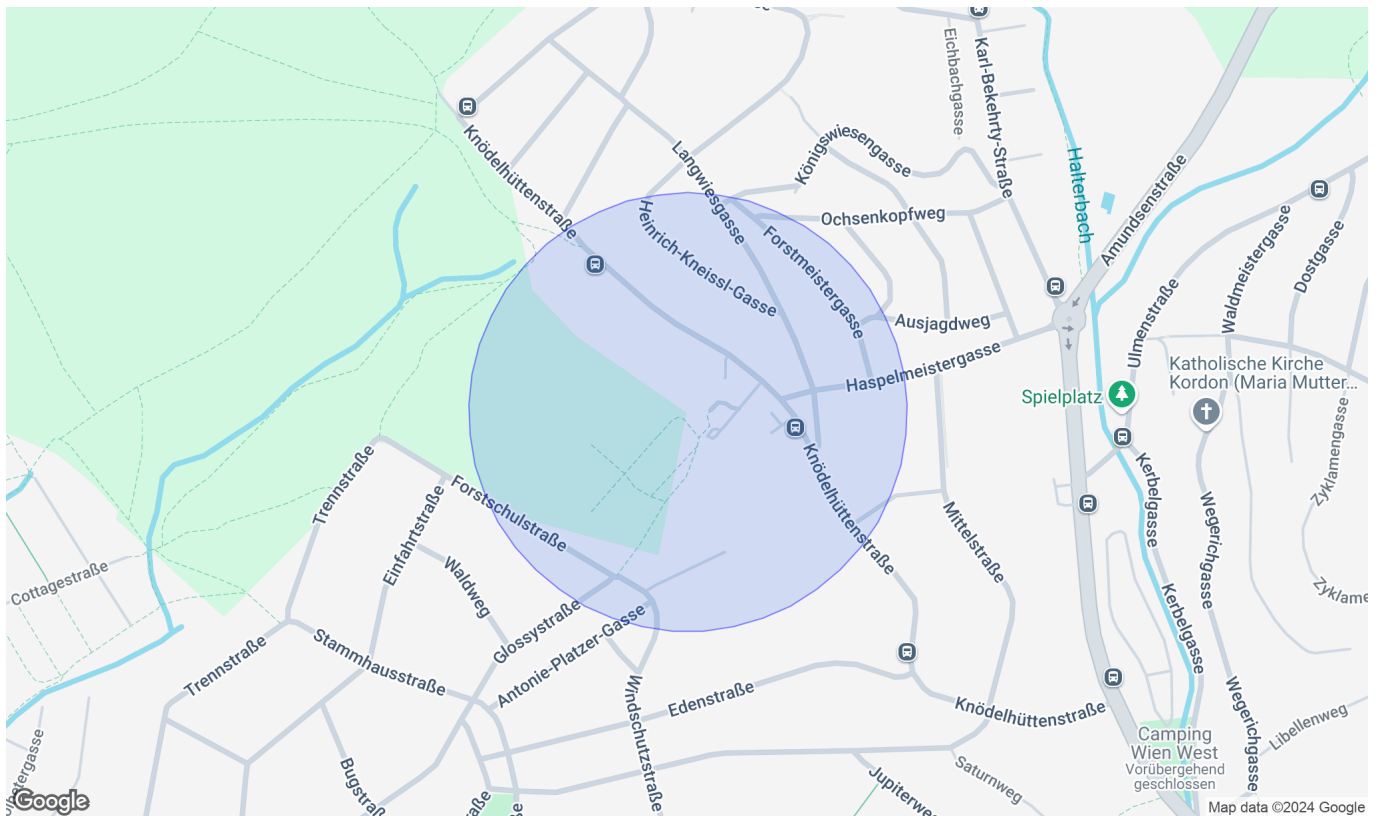 Eichbachgasse
Karl-Bekehrty-Straße
Knödelhüttenstraße
Langwiesgasse
Königswiesengasse
Halterbach
Amundsenstraße
Heinrich-Kneissl-Gasse
Ochsenkopfweg
Forstmeistergasse
Waldmeistergasse
Dostgasse
Ulmenstraße
Ausjagdweg
Haspelmeistergasse
Katholische Kirche
Kordon (Maria Mutter...
Spielplatz
Zyklamengasse
Trennstraße
Forstschulstraße
Einfahrtstraße
Knödelhüttenstraße
Mittelstraße
Kerbelgasse
Wegerichgasse
Cottagestraße
Waldweg
Glossystraße
Antonie-Platzer-Gasse
Kerbelgasse
Zyklame
Trennstraße
Stammhausstraße
Windschutzstraße
Edenstraße
Knödelhüttenstraße
Wegerichgasse
Libellenweg
Camping
Wien West
Vorübergehend
geschlossen
Bugstraß
Saturnweg
Jupiterweg
Google
Map data ©2024 Google